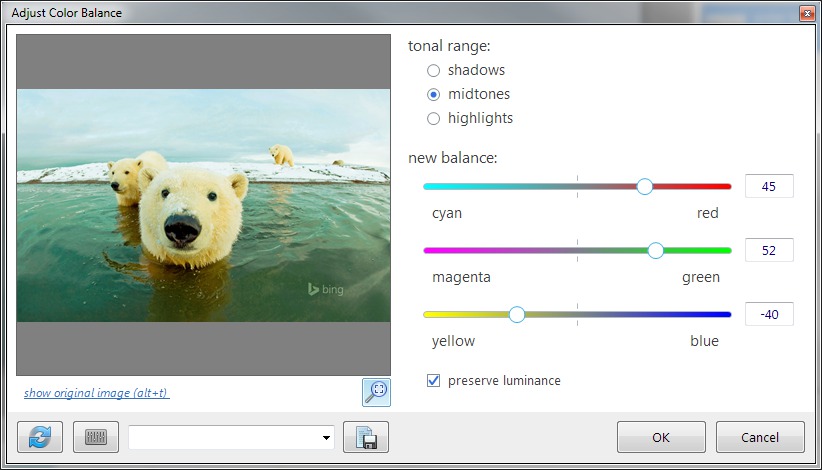 Adjust Color Balance
bing
show original image (alt+t)
tonal range:
shadows
midtones
highlights
new balance:
45
cyan red
52
magenta green
-40
yellow blue
preserve luminance
OK Cancel